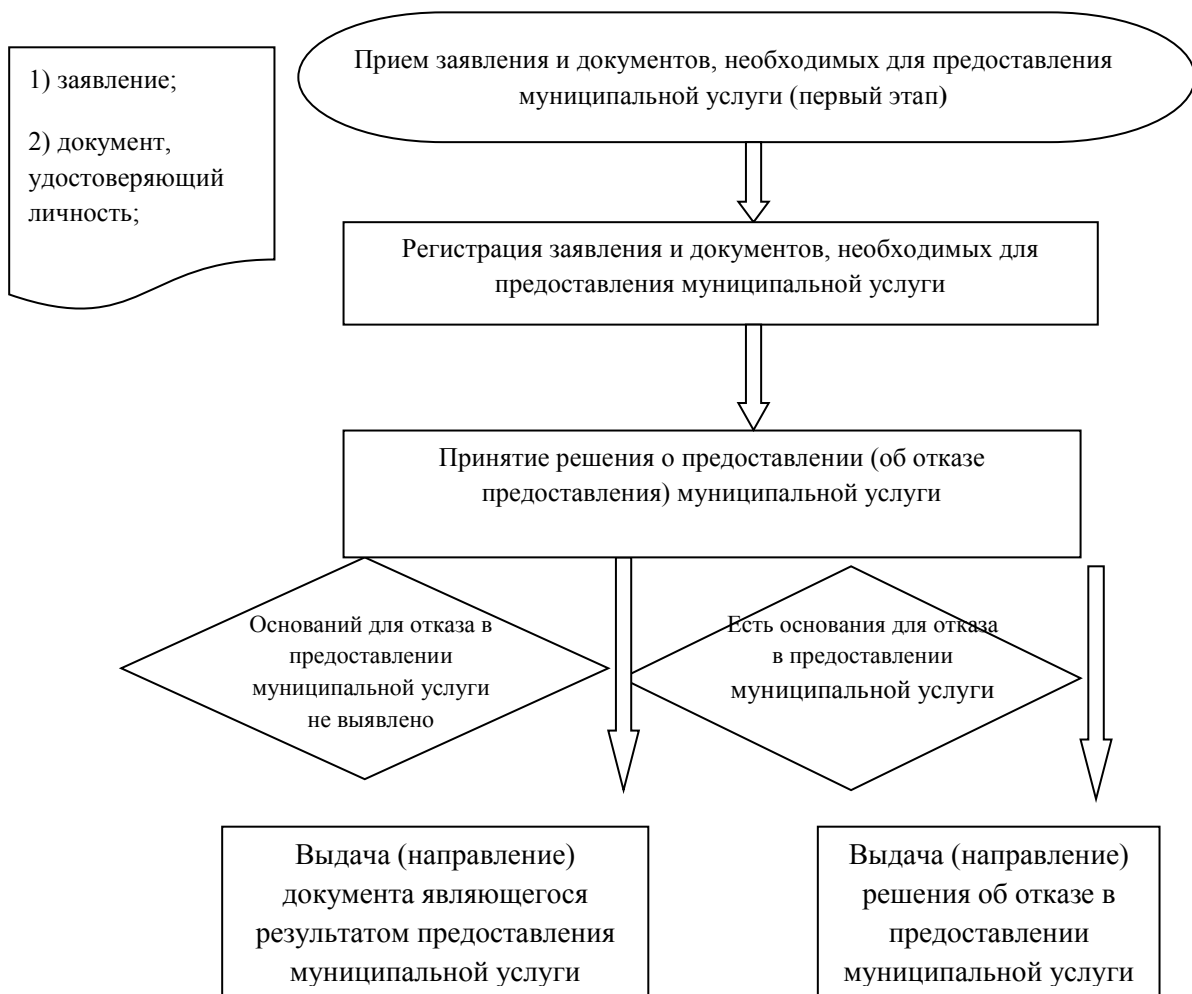 1) заявление;
2) документ,
удостоверяющий
личность;
Прием заявления и документов, необходимых для предоставления
муниципальной услуги (первый этап)
Регистрация заявления и документов, необходимых для
предоставления муниципальной услуги
Принятие решения о предоставлении (об отказе
предоставления) муниципальной услуги
Оснований для отказа в
предоставлении
муниципальной услуги
не выявлено
Есть основания для отказа
в предоставлении
муниципальной услуги
Выдача (направление)
документа являющегося
результатом предоставления
муниципальной услуги
Выдача (направление)
решения об отказе в
предоставлении
муниципальной услуги